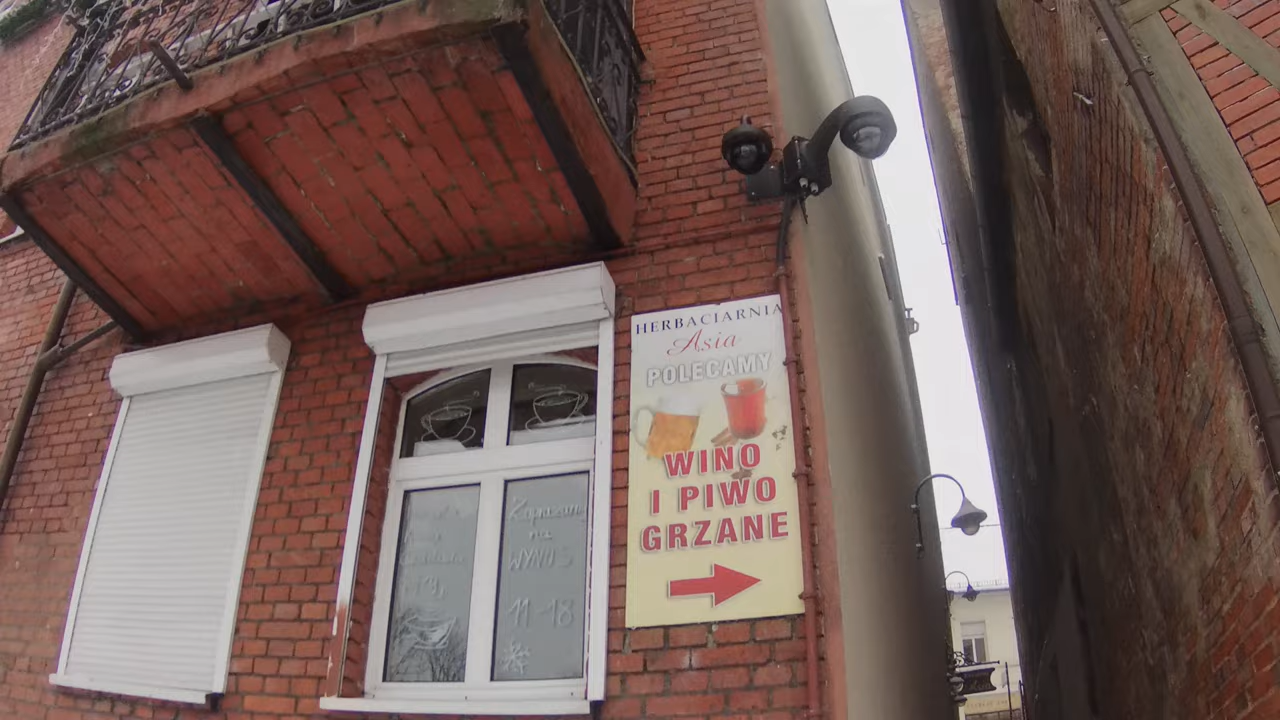 HERBACIARNIA
Asia
POLECAMY
WINO
I PIWO
GRZANE
Zapraszamy
na
WYNOS
11-18